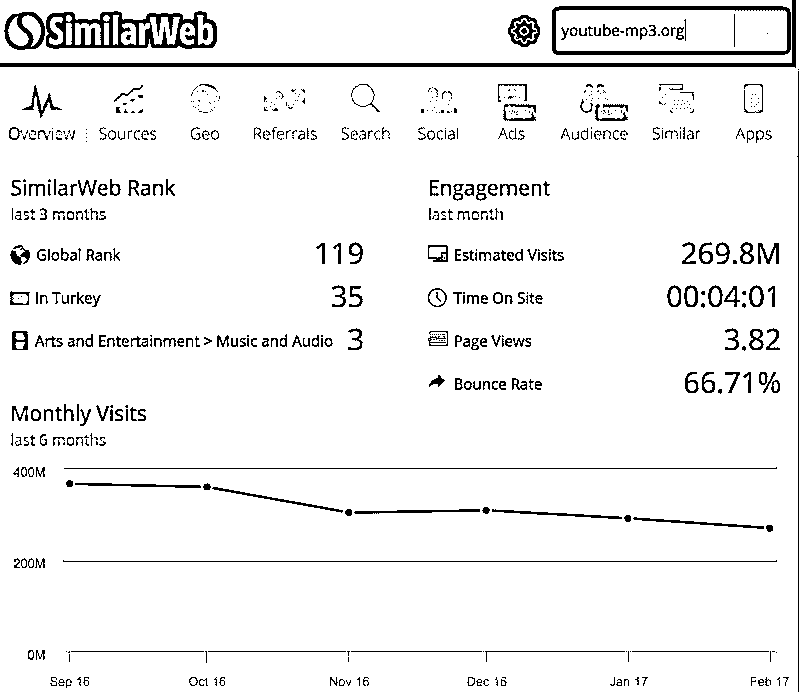 SimilarWeb
youtube-mp3.org
Overview Sources Geo Referrals Search Social Ads Audience Similar Apps
SimilarWeb Rank
last 3 months
Global Rank 119
In Turkey 35
Arts and Entertainment > Music and Audio 3
Engagement
last month
Estimated Visits 269.8M
Time On Site 00:04:01
Page Views 3.82
Bounce Rate 66.71%
Monthly Visits
last 6 months
400M
200M
0M
Sep 16 Oct 16 Nov 16 Dec 16 Jan 17 Feb 17